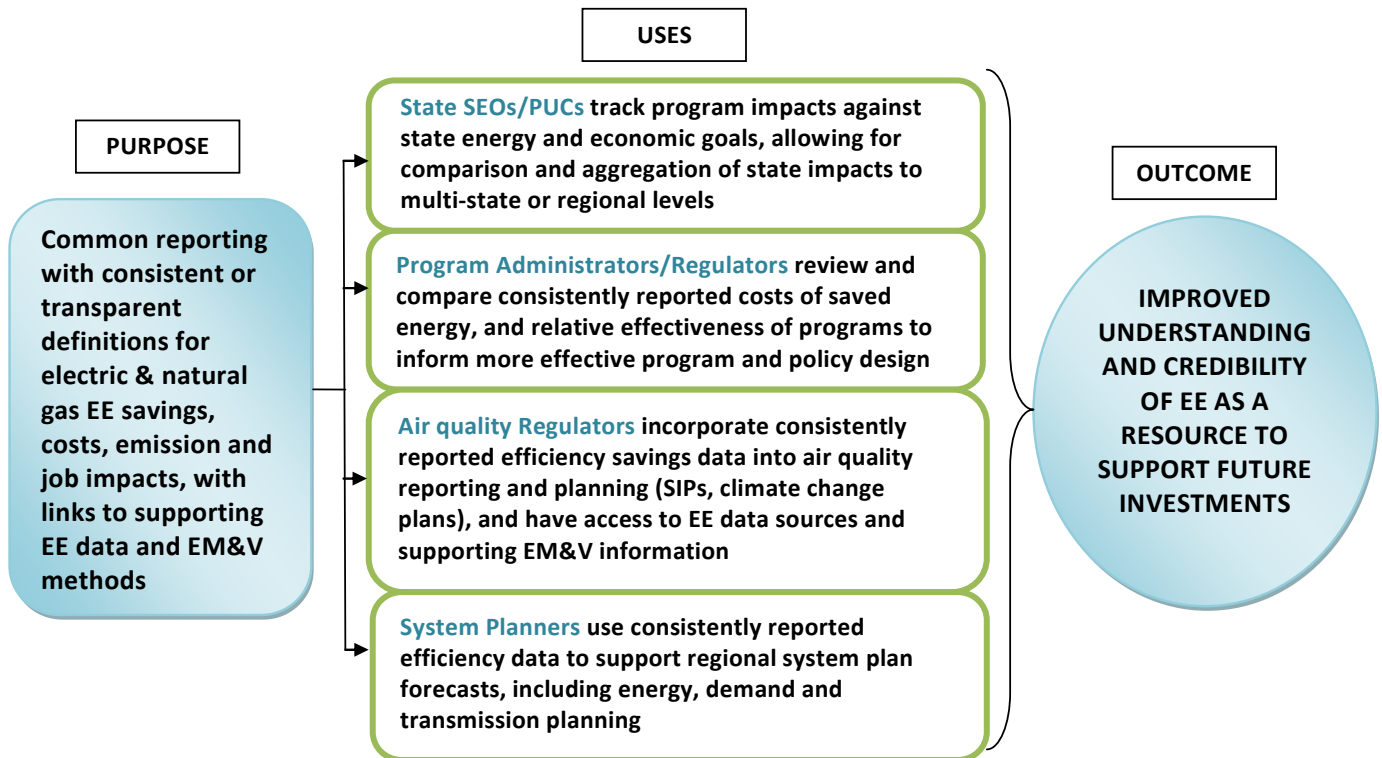 USES
PURPOSE
OUTCOME
Common reporting
with consistent or
transparent
definitions for
electric & natural
gas EE savings,
costs, emission and
job impacts, with
links to supporting
EE data and EM&V
methods
State SEOs/PUCs track program impacts against
state energy and economic goals, allowing for
comparison and aggregation of state impacts to
multi-state or regional levels
Program Administrators/Regulators review and
compare consistently reported costs of saved
energy, and relative effectiveness of programs to
inform more effective program and policy design
Air quality Regulators incorporate consistently
reported efficiency savings data into air quality
reporting and planning (SIPs, climate change
plans), and have access to EE data sources and
supporting EM&V information
System Planners use consistently reported
efficiency data to support regional system plan
forecasts, including energy, demand and
transmission planning
IMPROVED
UNDERSTANDING
AND CREDIBILITY
OF EE AS A
RESOURCE TO
SUPPORT FUTURE
INVESTMENTS